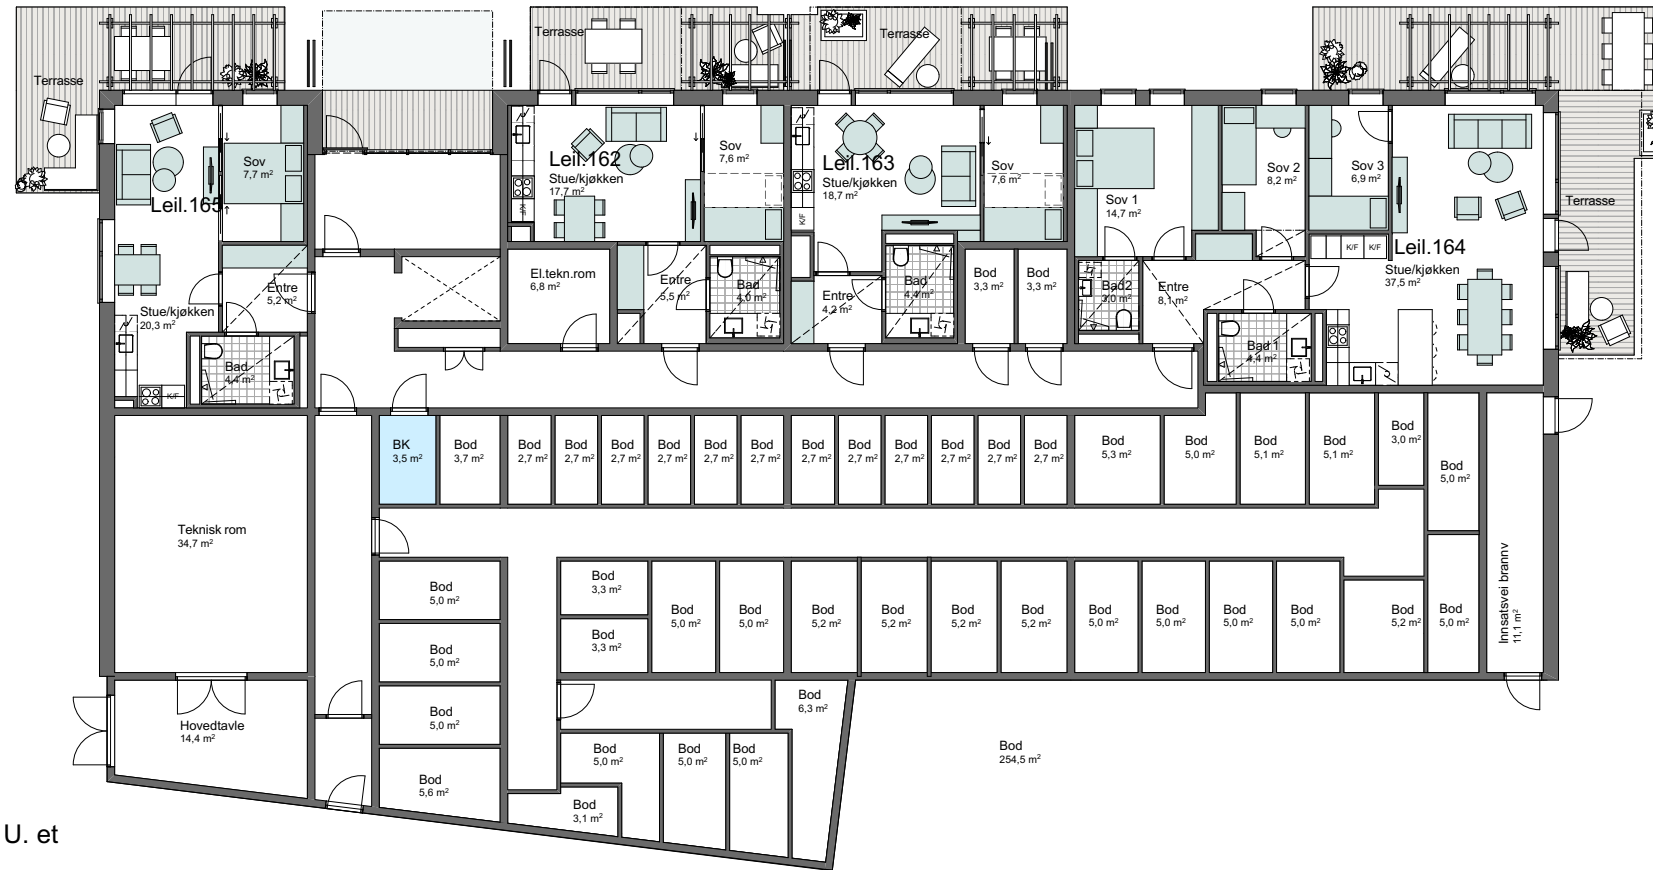 Terrasse
Terrasse
Terrasse
Sov
7,7 m²
Leil.165
Leil.162
Stue/kjøkken
17,7 m²
K/F
Sov
7,6 m²
Leil.163
Stue/kjøkken
18,7 m²
K/F
Sov
7,6 m²
Sov 1
14,7 m²
Sov 2
8,2 m²
Sov 3
6,9 m²
Terrasse
K/F
K/F
Leil.164
Stue/kjøkken
37,5 m²
Entre
5,2 m²
Stue/kjøkken
20,3 m²
Bad
4,4 m²
K/F
El.tekn.rom
6,8 m²
Entre
5,5 m²
Bad
4,0 m²
Entre
4,2 m²
Bad
4,4 m²
Bod
3,3 m²
Bod
3,3 m²
Bad2
3,0 m²
Entre
8,1 m²
Bad 1
4,4 m²
BK
3,5 m²
Bod
3,7 m²
Bod
2,7 m²
Bod
2,7 m²
Bod
2,7 m²
Bod
2,7 m²
Bod
2,7 m²
Bod
2,7 m²
Bod
2,7 m²
Bod
2,7 m²
Bod
2,7 m²
Bod
2,7 m²
Bod
2,7 m²
Bod
2,7 m²
Bod
5,3 m²
Bod
5,0 m²
Bod
5,1 m²
Bod
5,1 m²
Bod
3,0 m²
Bod
5,0 m²
Teknisk rom
34,7 m²
Bod
5,0 m²
Bod
3,3 m²
Bod
3,3 m²
Bod
5,0 m²
Bod
5,0 m²
Bod
5,2 m²
Bod
5,2 m²
Bod
5,2 m²
Bod
5,2 m²
Bod
5,0 m²
Bod
5,0 m²
Bod
5,0 m²
Bod
5,0 m²
Bod
5,2 m²
Bod
5,0 m²
Innsatsvei brannv
11,1 m²
Bod
5,0 m²
Bod
5,0 m²
Hovedtavle
14,4 m²
Bod
6,3 m²
Bod
5,0 m²
Bod
5,0 m²
Bod
5,0 m²
Bod
254,5 m²
Bod
5,6 m²
Bod
3,1 m²
U. et